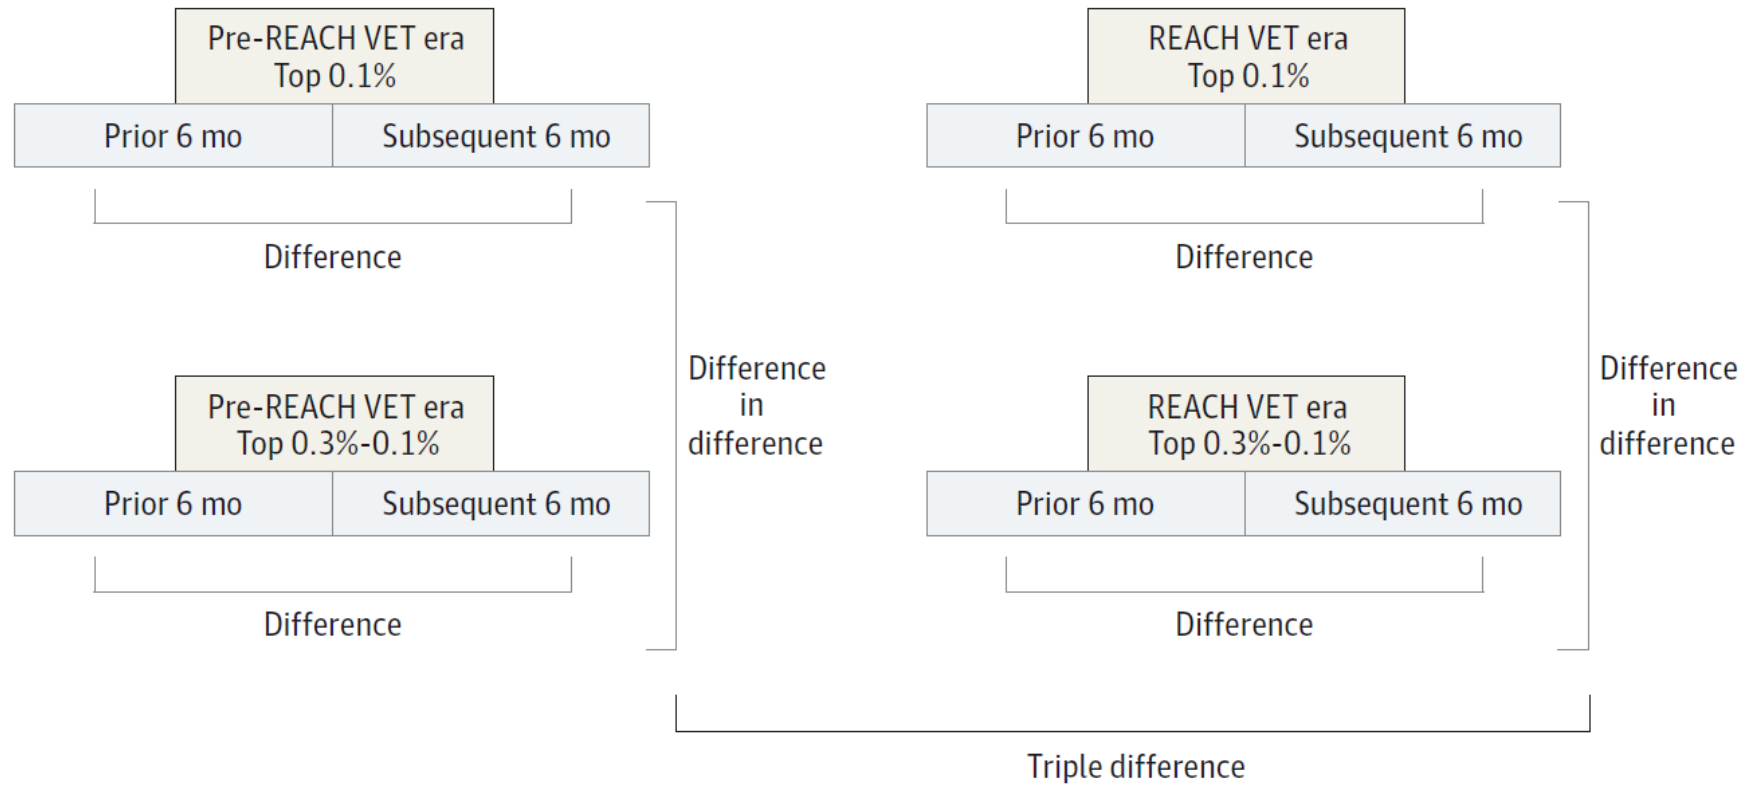 Pre-REACH VET era
Top 0.1%
Prior 6 mo
Subsequent 6 mo
Difference
Pre-REACH VET era
Top 0.3%-0.1%
Prior 6 mo
Subsequent 6 mo
Difference
Difference
in
difference
REACH VET era
Top 0.1%
Prior 6 mo
Subsequent 6 mo
Difference
REACH VET era
Top 0.3%-0.1%
Prior 6 mo
Subsequent 6 mo
Difference
Difference
in
difference
Triple difference